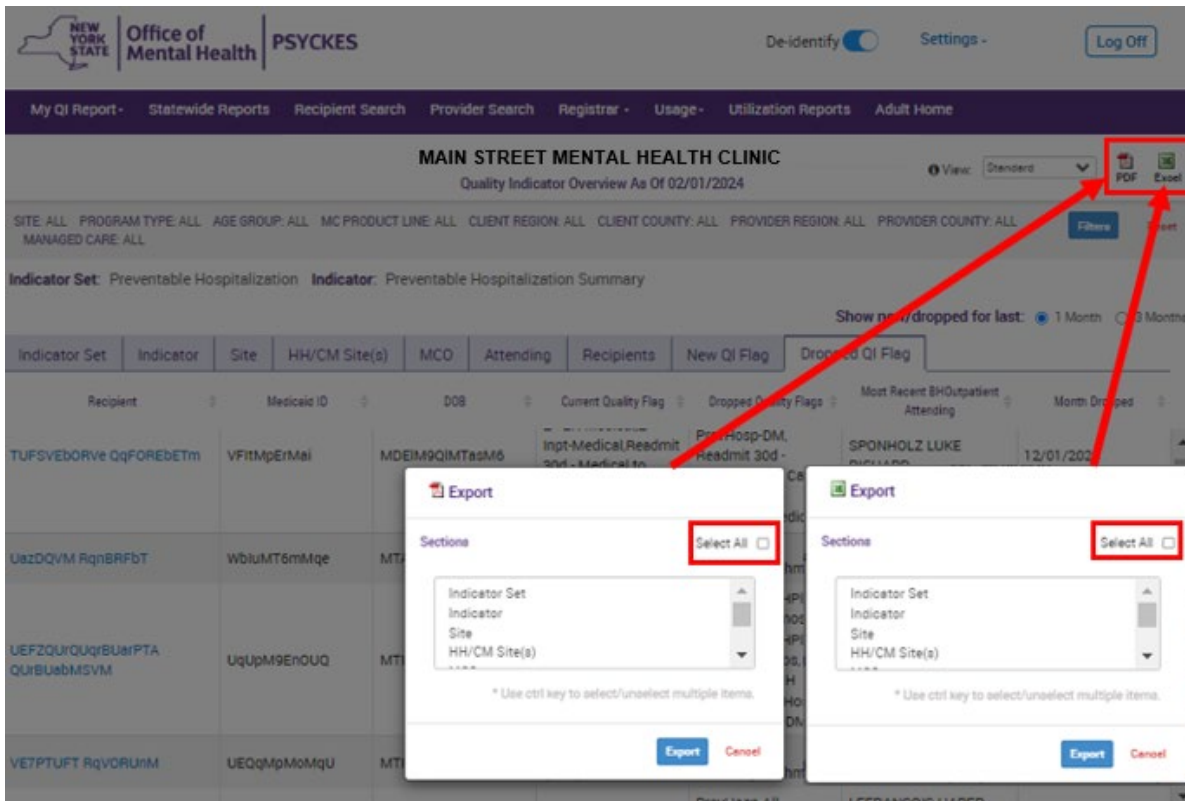 NEW YORK STATE
Office of Mental Health
PSYCKES
De-identify
Settings -
Log Off
My QI Report- Statewide Reports Recipient Search Provider Search Registrar - Usage- Utilization Reports Adult Home
MAIN STREET MENTAL HEALTH CLINIC
Quality Indicator Overview As Of 02/01/2024
View: Standard
PDF Excel
SITE: ALL PROGRAM TYPE: ALL AGE GROUP: ALL MC PRODUCT LINE: ALL CLIENT REGION: ALL CLIENT COUNTY: ALL PROVIDER REGION: ALL PROVIDER COUNTY: ALL
MANAGED CARE: ALL
Filters Reset
Indicator Set: Preventable Hospitalization Indicator: Preventable Hospitalization Summary
Show new/dropped for last: 1 Month 3 Months
Indicator Set Indicator Site HH/CM Site(s) MCO Attending Recipients New QI Flag Dropped QI Flag
Recipient Medicaid ID DOB Current Quality Flag Dropped Quality Flags Most Recent BHOutpatient Attending Month Dropped
TUFSVEbORVe QqFOREbETm VFItMpErMai MDEIM9QIMTasM6
Inpt-Medical,Readmit
30d - Medical to
PrevHosp-DM,
Readmit 30d -
SPONHOLZ LUKE
UazDQVM RqnBRFbT WbIuMT6mMqe
UEFZQUrQUqrBUarPTA
QUrBUabMSVM
UqUpM9EnOUQ
VE7PTUFT RqVORUnM UEQqMpMoMqU
Export
Sections
Select All
Indicator Set
Indicator
Site
HH/CM Site(s)
* Use ctrl key to select/unselect multiple items.
Export Cancel
Export
Sections
Select All
Indicator Set
Indicator
Site
HH/CM Site(s)
* Use ctrl key to select/unselect multiple items.
Export Cancel